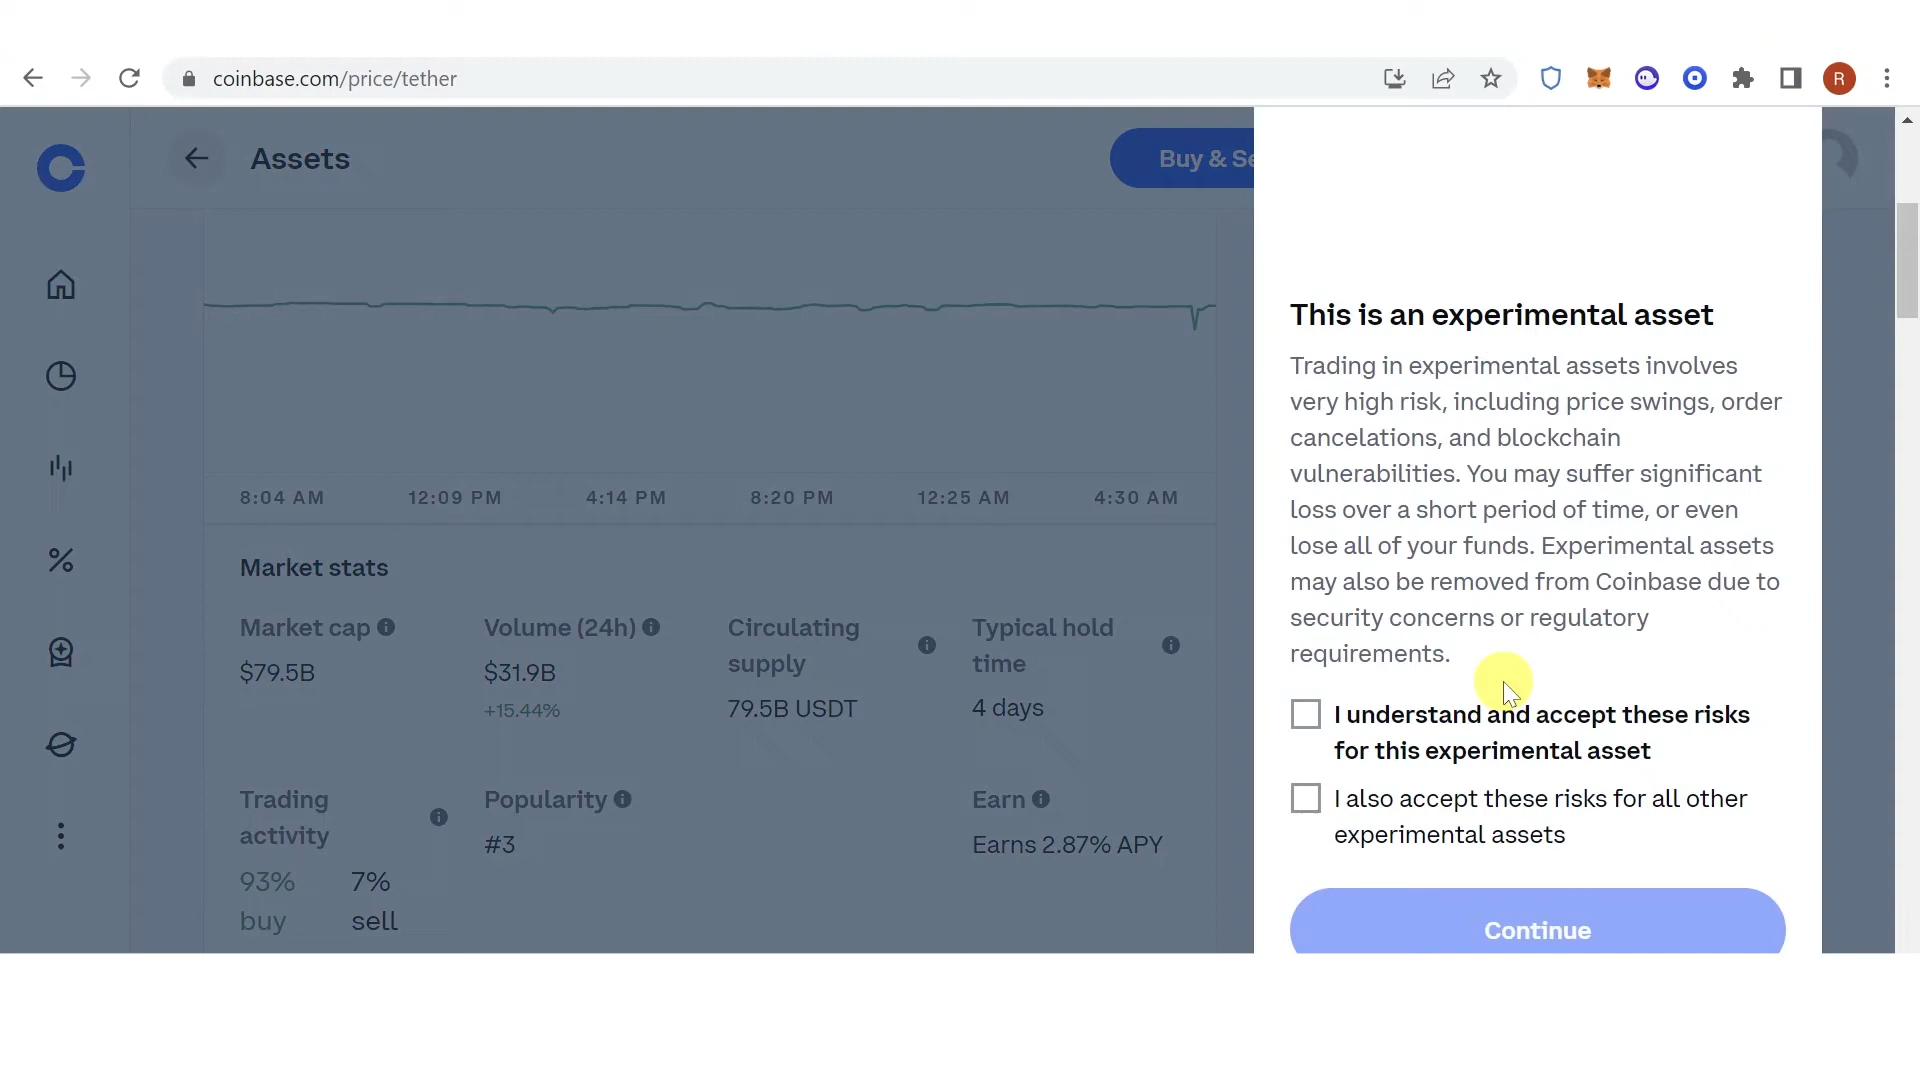 coinbase.com/price/tether
R
Assets
Buy & Se
8:04 AM 12:09 PM 4:14 PM 8:20 PM 12:25 AM 4:30 AM
Market stats
Market cap
$79.5B
Volume (24h)
$31.9B
+15.44%
Circulating
supply
79.5B USDT
Typical hold
time
4 days
Trading
activity
93% 7%
buy sell
Popularity
#3
Earn
Earns 2.87% APY
This is an experimental asset
Trading in experimental assets involves
very high risk, including price swings, order
cancelations, and blockchain
vulnerabilities. You may suffer significant
loss over a short period of time, or even
lose all of your funds. Experimental assets
may also be removed from Coinbase due to
security concerns or regulatory
requirements.
I understand and accept these risks
for this experimental asset
I also accept these risks for all other
experimental assets
Continue